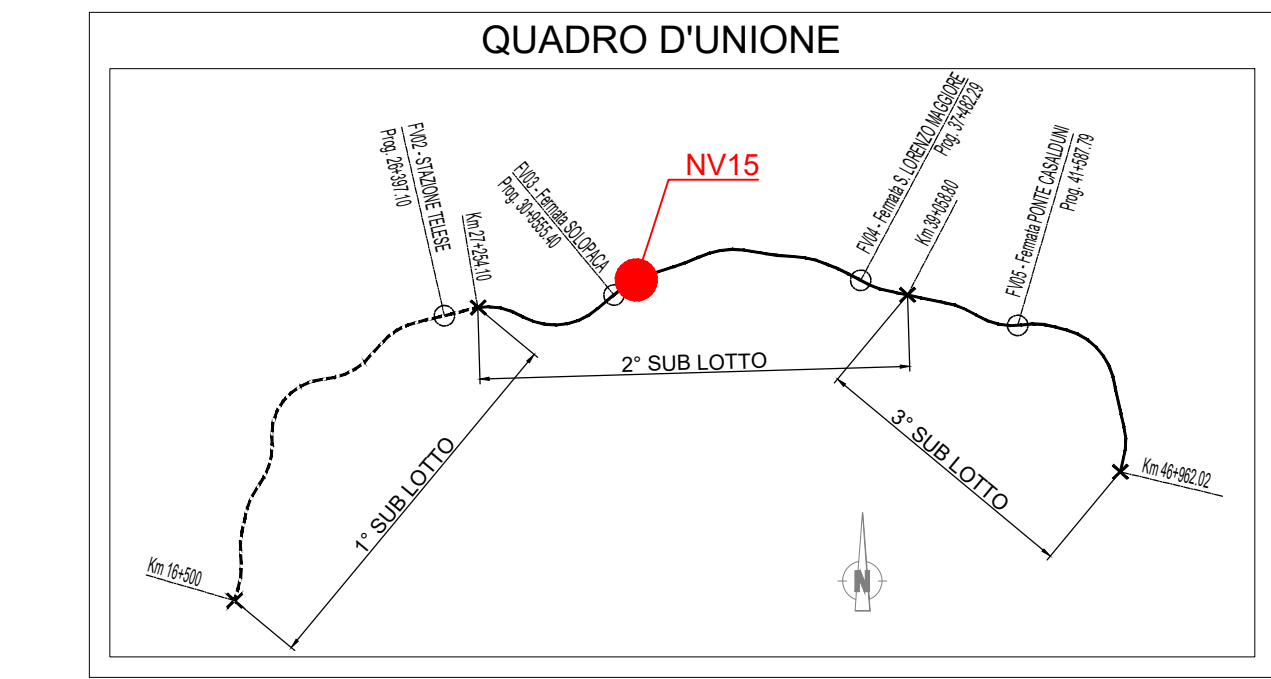 QUADRO D'UNIONE
FV02 - STAZIONE TELESE
Prog. 26+397.10
Km 27+254.10
FV03 - Fermata SOLOPACA
Prog. 30+9555.40
NV15
FV04 - Fermata S. LORENZO MAGGIORE
Prog. 37+482.29
Km 39+058.80
FV05 - Fermata PONTE CASALDUNI
Prog. 41+587.79
2° SUB LOTTO
1° SUB LOTTO
3° SUB LOTTO
Km 46+962.02
Km 16+500
N